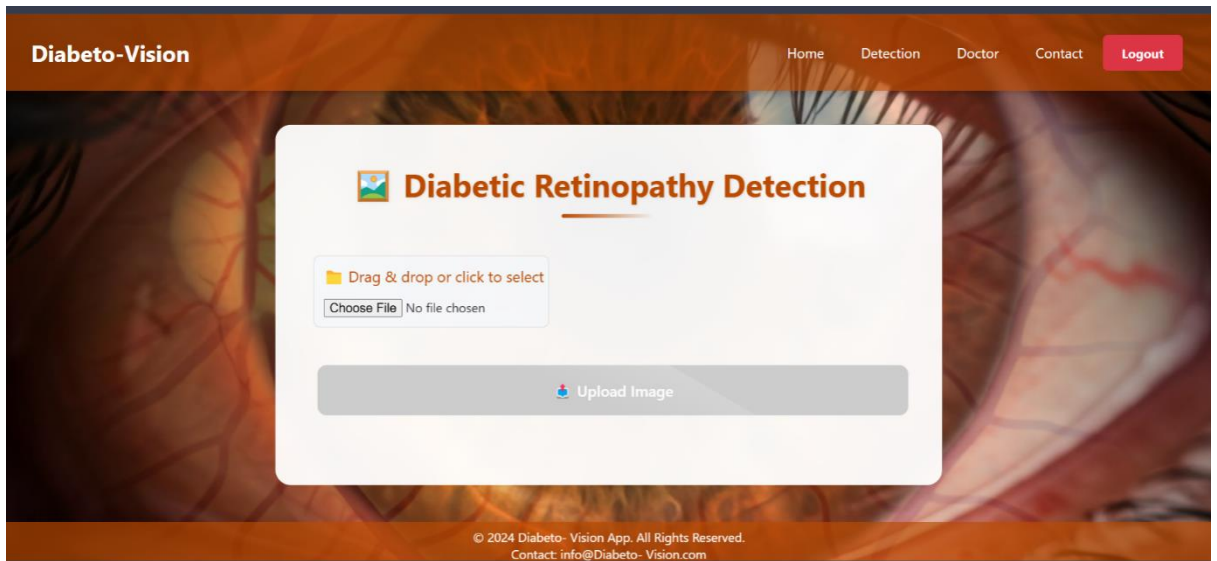 Diabeto-Vision
Home Detection Doctor Contact Logout
Diabetic Retinopathy Detection
Drag & drop or click to select
Choose File No file chosen
Upload Image
© 2024 Diabeto- Vision App. All Rights Reserved.
Contact: info@Diabeto- Vision.com